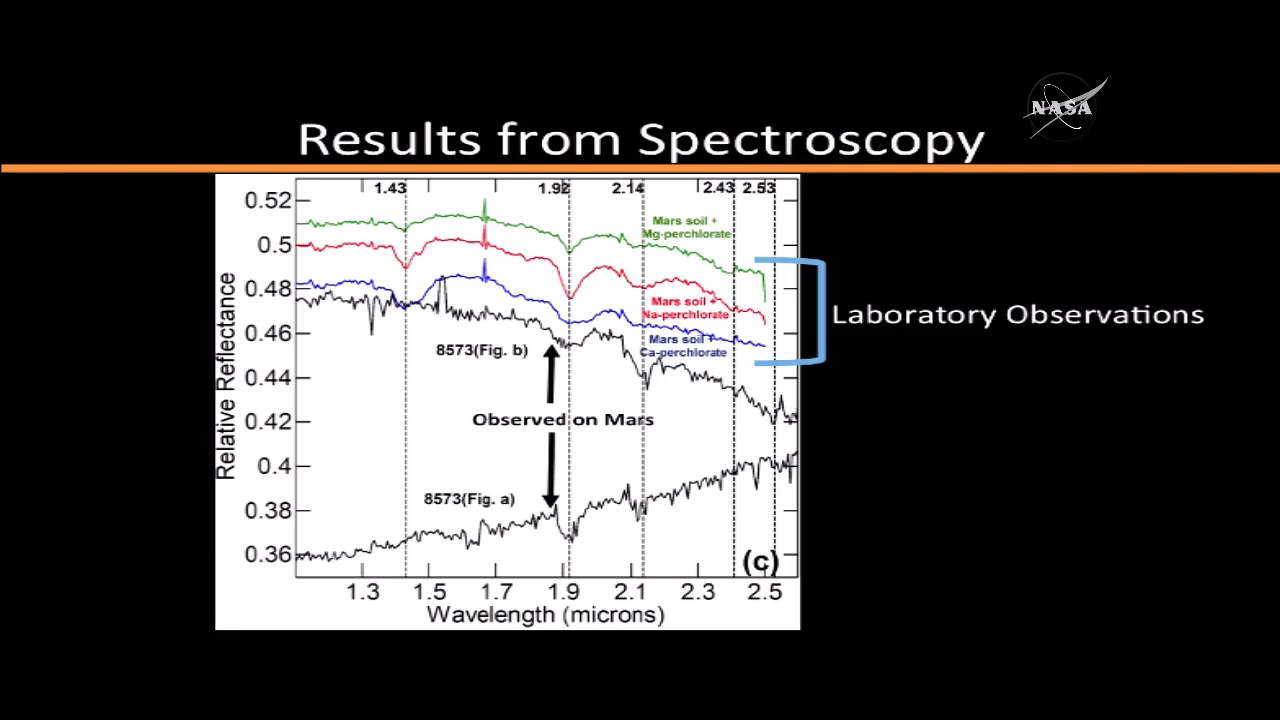 NASA
Results from Spectroscopy
1.43 1.92 2.14 2.43 2.53
0.52
0.5
0.48
0.46
0.44
0.42
0.4
0.38
0.36
Relative Reflectance
Mars soil +
Mg-perchlorate
Mars soil +
Na-perchlorate
Mars soil +
Ca-perchlorate
Laboratory Observations
8573(Fig. b)
Observed on Mars
8573(Fig. a)
(c)
1.3 1.5 1.7 1.9 2.1 2.3 2.5
Wavelength (microns)